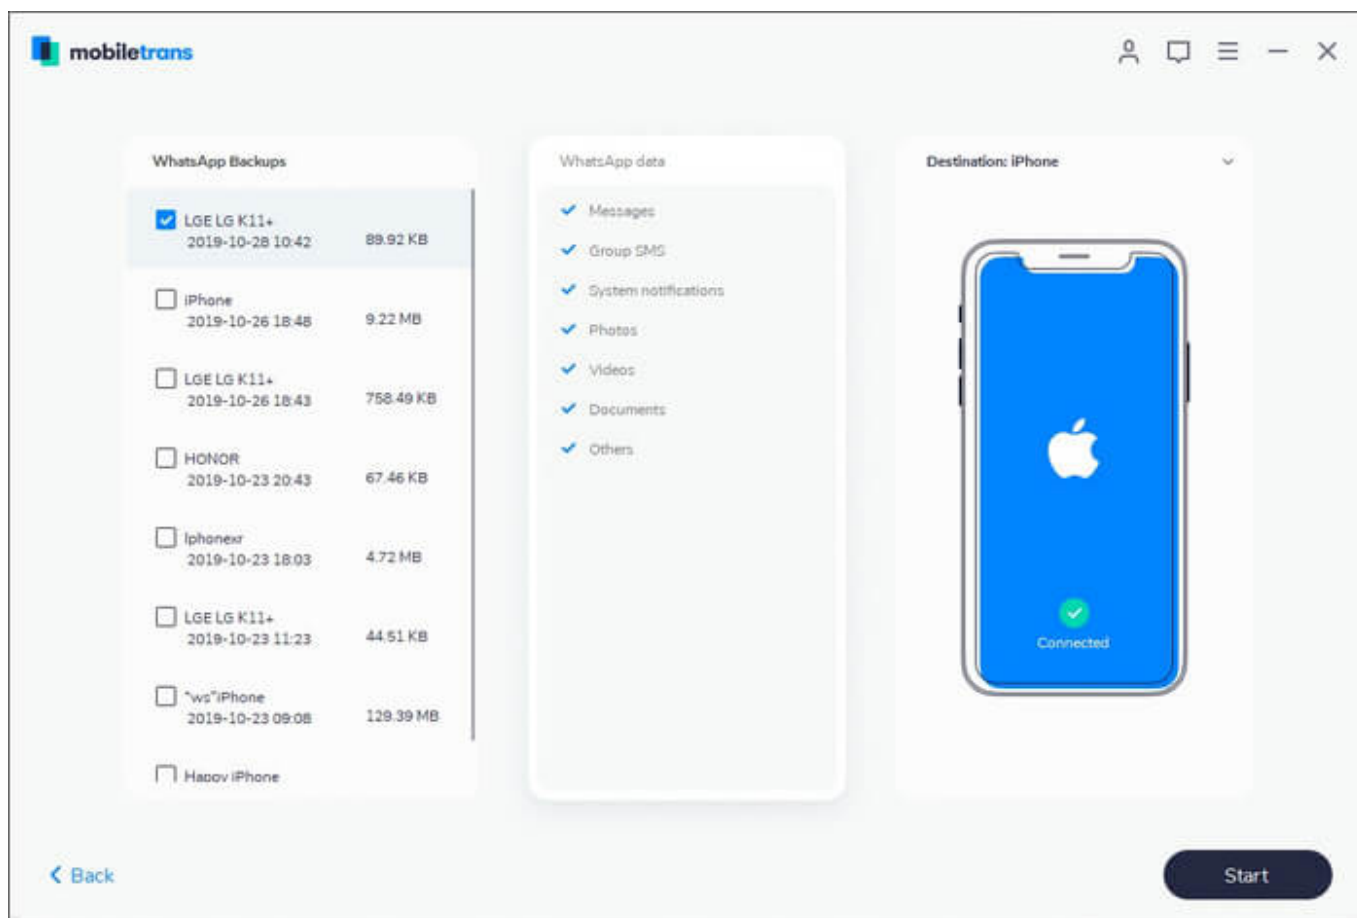 mobiletrans
WhatsApp Backups
LGE LG K11+
2019-10-28 10:42
89.92 KB
iPhone
2019-10-26 18:48
9.22 MB
LGE LG K11+
2019-10-26 18:43
758.49 KB
HONOR
2019-10-23 20:43
67.46 KB
Iphonexr
2019-10-23 18:03
4.72 MB
LGE LG K11+
2019-10-23 11:23
44.51 KB
"ws"iPhone
2019-10-23 09:08
129.39 MB
Happy iPhone
WhatsApp data
Messages
Group SMS
System notifications
Photos
Videos
Documents
Others
Destination: iPhone
Connected
Back
Start